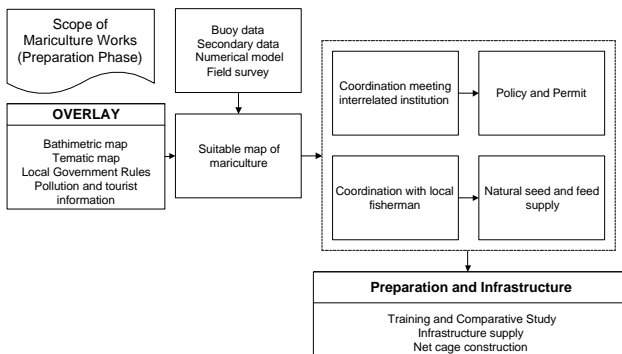 Scope of
Mariculture Works
(Preparation Phase)
Buoy data
Secondary data
Numerical model
Field survey
OVERLAY
Bathimetric map
Tematic map
Local Government Rules
Pollution and tourist
information
Suitable map of
mariculture
Coordination meeting
interrelated institution
Policy and Permit
Coordination with local
fisherman
Natural seed and feed
supply
Preparation and Infrastructure
Training and Comparative Study
Infrastructure supply
Net cage construction